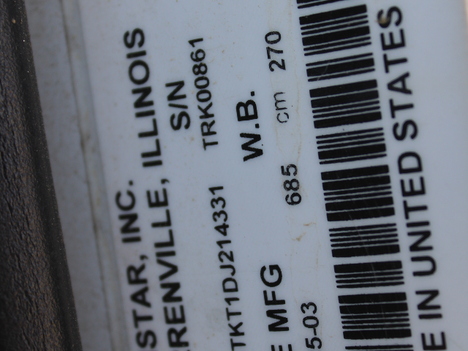 STAR, INC.
RENVILLE, ILLINOIS
S/N
TKT1DJ214331 TRK00861
E MFG W.B.
5-03 685 cm 270
E IN UNITED STATES